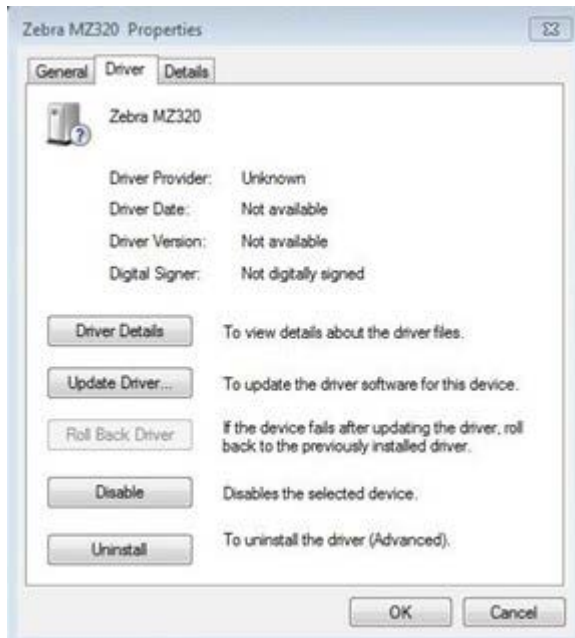 Zebra MZ320 Properties
General Driver Details
Zebra MZ320
Driver Provider: Unknown
Driver Date: Not available
Driver Version: Not available
Digital Signer: Not digitally signed
Driver Details To view details about the driver files.
Update Driver... To update the driver software for this device.
Roll Back Driver If the device fails after updating the driver, roll
back to the previously installed driver.
Disable Disables the selected device.
Uninstall To uninstall the driver (Advanced).
OK Cancel